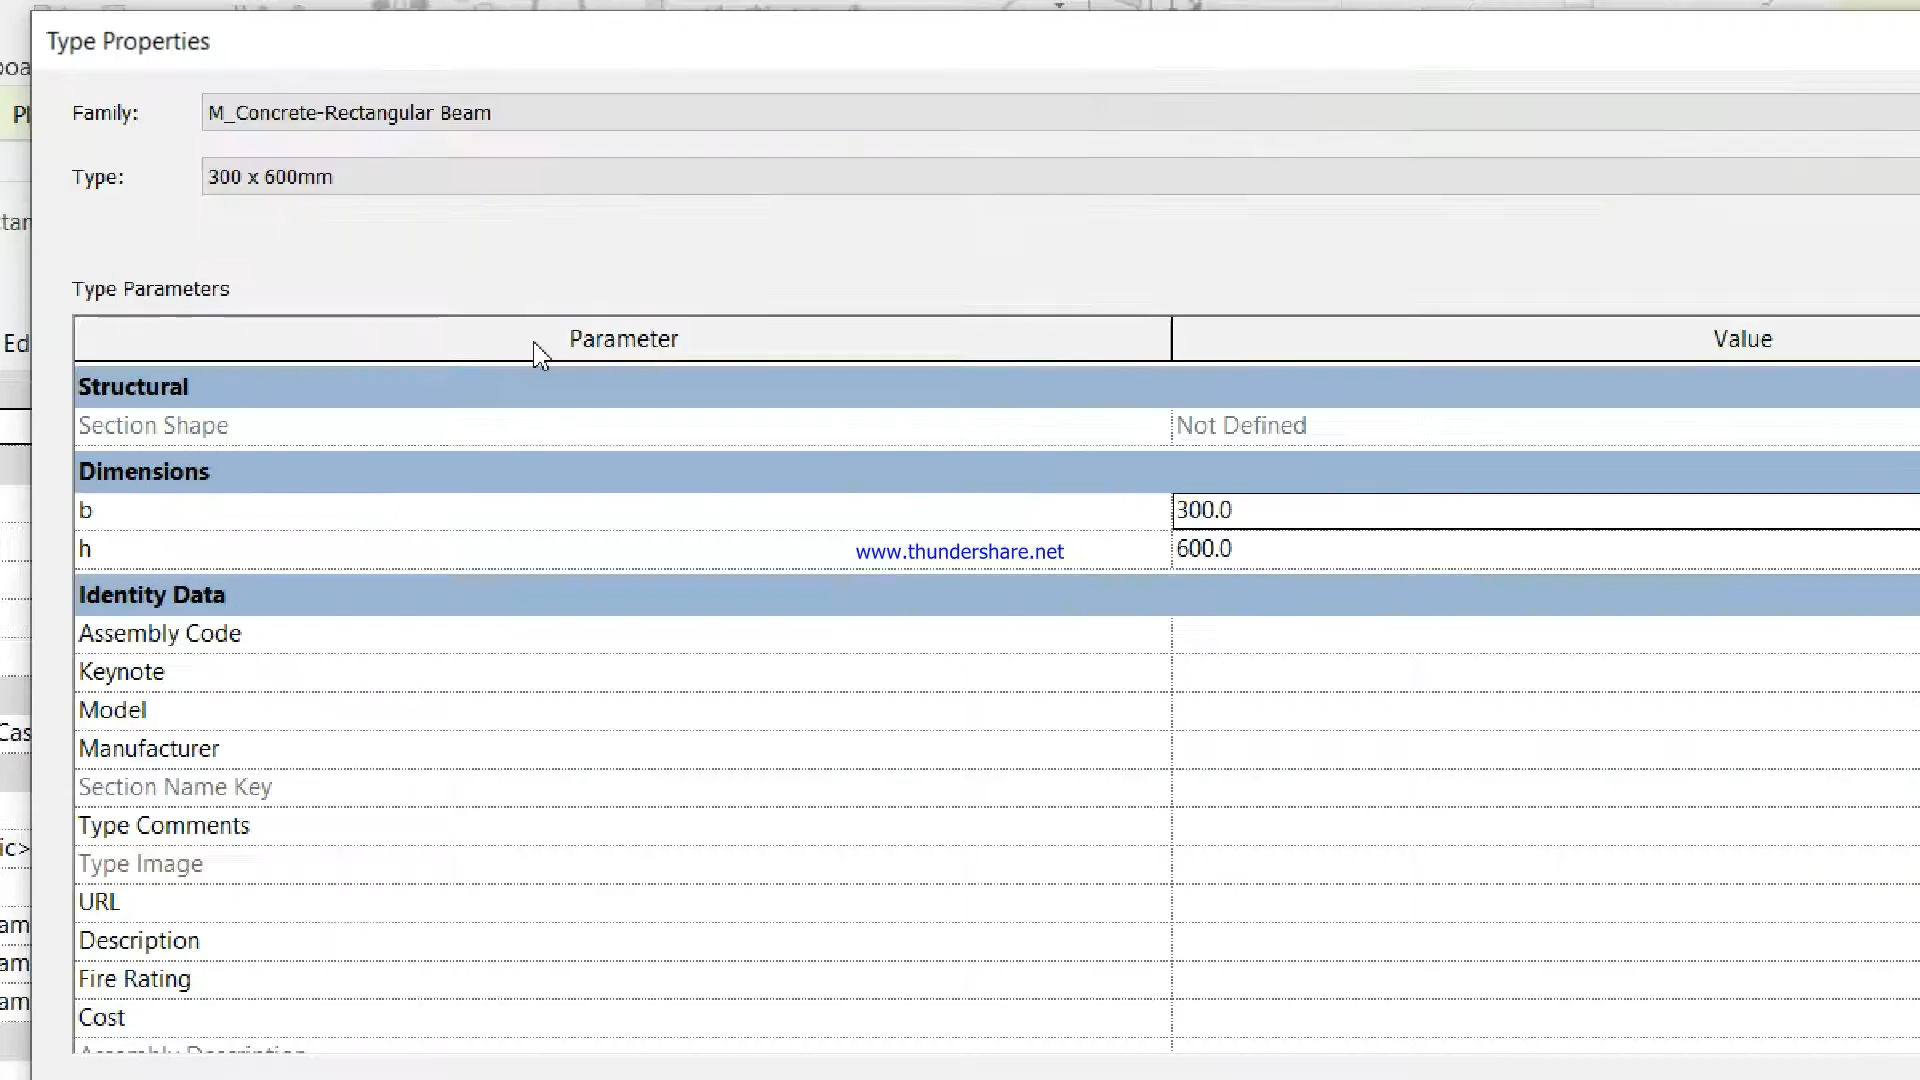 Type Properties
Family: M_Concrete-Rectangular Beam
Type: 300 x 600mm
Type Parameters
Parameter Value
Structural
Section Shape Not Defined
Dimensions
b 300.0
h 600.0
www.thundershare.net
Identity Data
Assembly Code
Keynote
Model
Manufacturer
Section Name Key
Type Comments
Type Image
URL
Description
Fire Rating
Cost